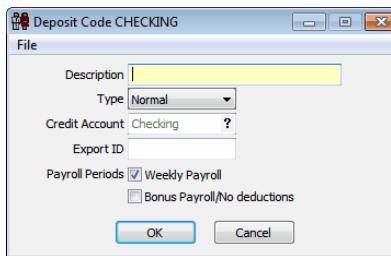 Deposit Code CHECKING
File
Description
Type Normal
Credit Account Checking ?
Export ID
Payroll Periods Weekly Payroll
Bonus Payroll/No deductions
OK Cancel